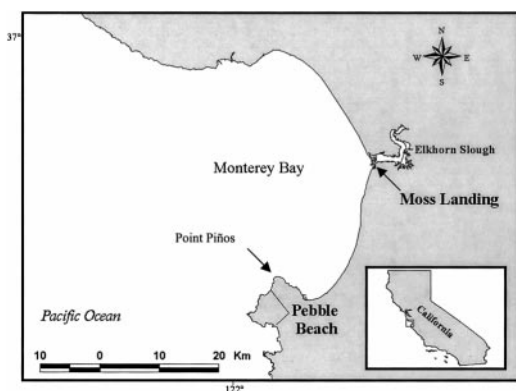 37°
N
W E
S
Elkhorn Slough
Monterey Bay
Moss Landing
Point Piños
Pebble
Beach
Pacific Ocean
California
10 0 10 20 Km
122°